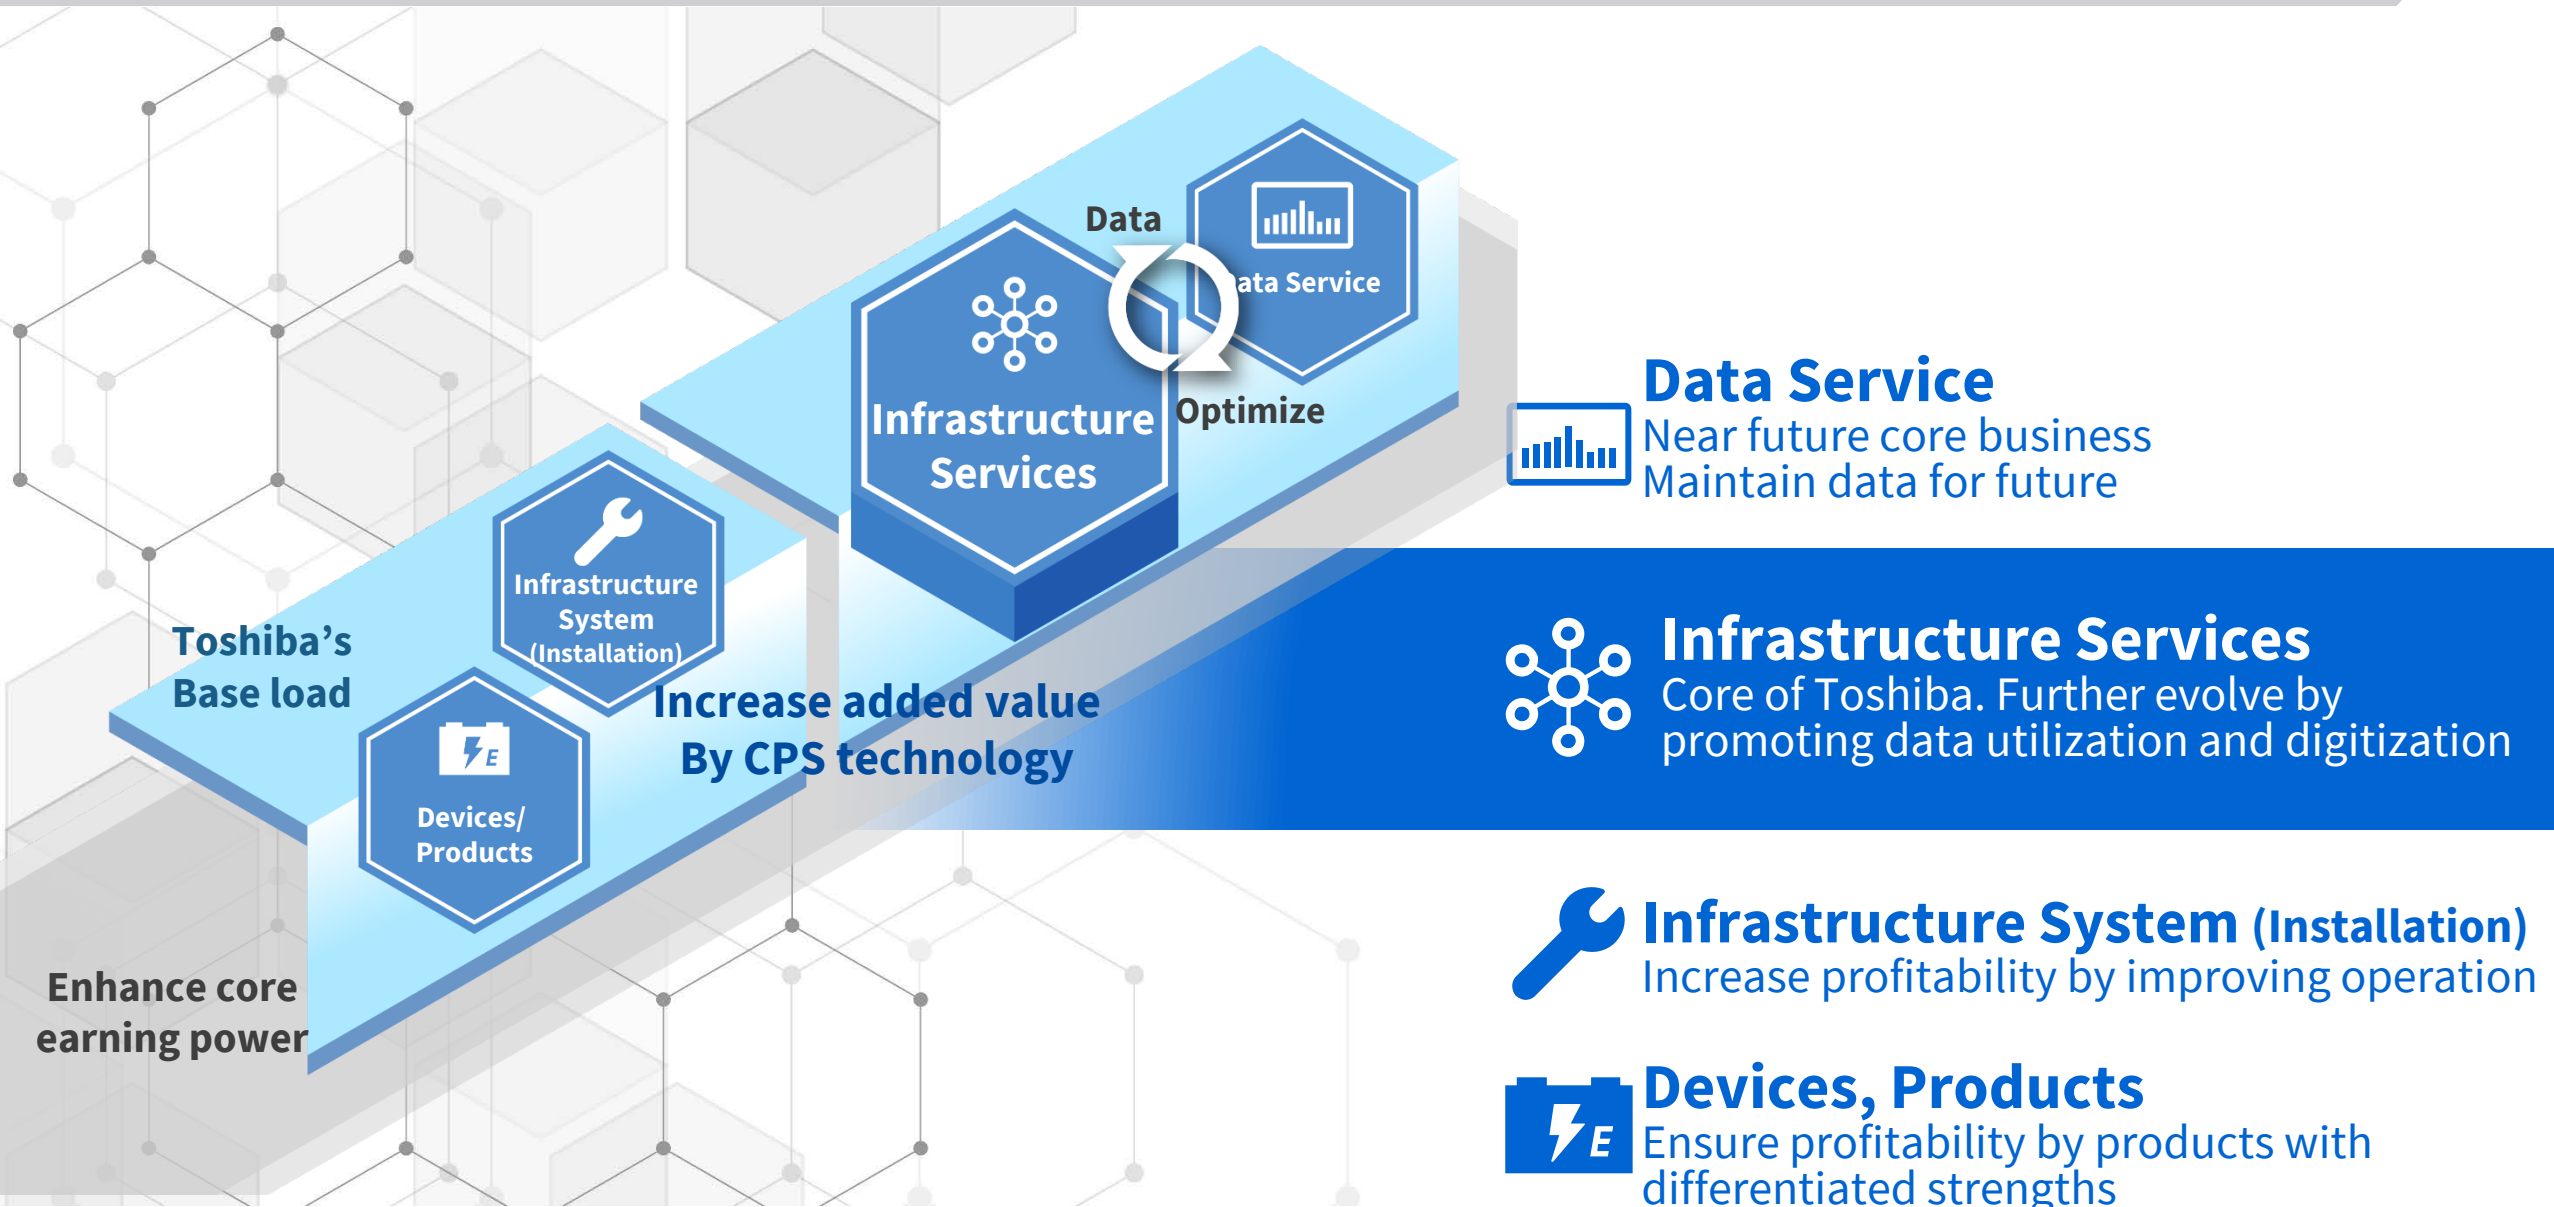 Data
Data Service
Infrastructure
Services
Optimize
Infrastructure
System
(Installation)
Toshiba’s
Base load
Increase added value
By CPS technology
Devices/
Products
Enhance core
earning power
Data Service
Near future core business
Maintain data for future
Infrastructure Services
Core of Toshiba. Further evolve by
promoting data utilization and digitization
Infrastructure System (Installation)
Increase profitability by improving operation
Devices, Products
Ensure profitability by products with
differentiated strengths
E
E